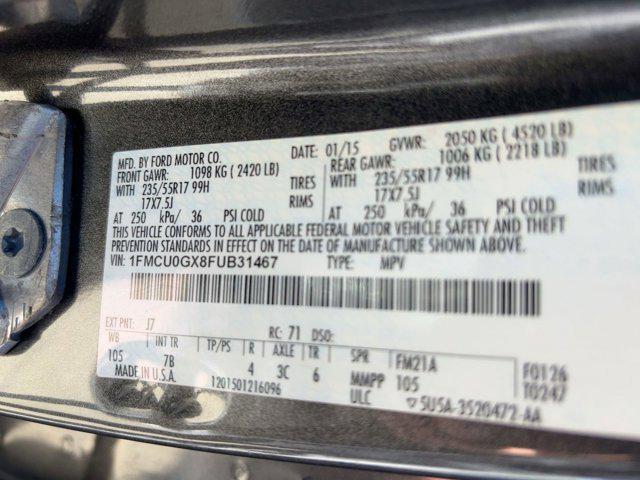 MFD. BY FORD MOTOR CO.
DATE: 01/15 GVWR: 2050 KG ( 4520 LB)
FRONT GAWR: 1098 KG ( 2420 LB) REAR GAWR: 1006 KG ( 2218 LB)
WITH 235/55R17 99H TIRES WITH 235/55R17 99H TIRES
17X7.5J RIMS 17X7.5J RIMS
AT 250 kPa/ 36 PSI COLD AT 250 kPa/ 36 PSI COLD
THIS VEHICLE CONFORMS TO ALL APPLICABLE FEDERAL MOTOR VEHICLE SAFETY AND THEFT
PREVENTION STANDARDS IN EFFECT ON THE DATE OF MANUFACTURE SHOWN ABOVE.
VIN: 1FMCU0GX8FUB31467 TYPE: MPV
EXT PNT: J7 RC: 71 DSO:
WB INT TR TP/PS R AXLE TR SPR FM21A F0126
105 7B 4 3C 6 MMPP 105 T0247
MADE IN U.S.A. 1201501216096 ULC 5U5A-3520472-AA